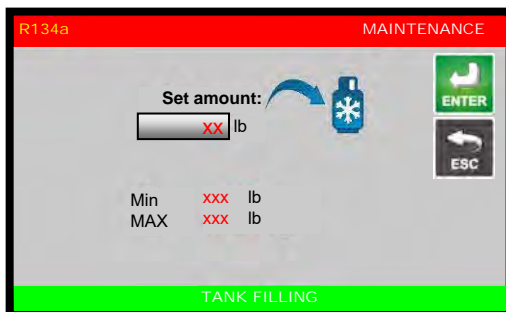 R134a MAINTENANCE
Set amount:
xx lb
ENTER
ESC
Min xxx lb
MAX xxx lb
TANK FILLING